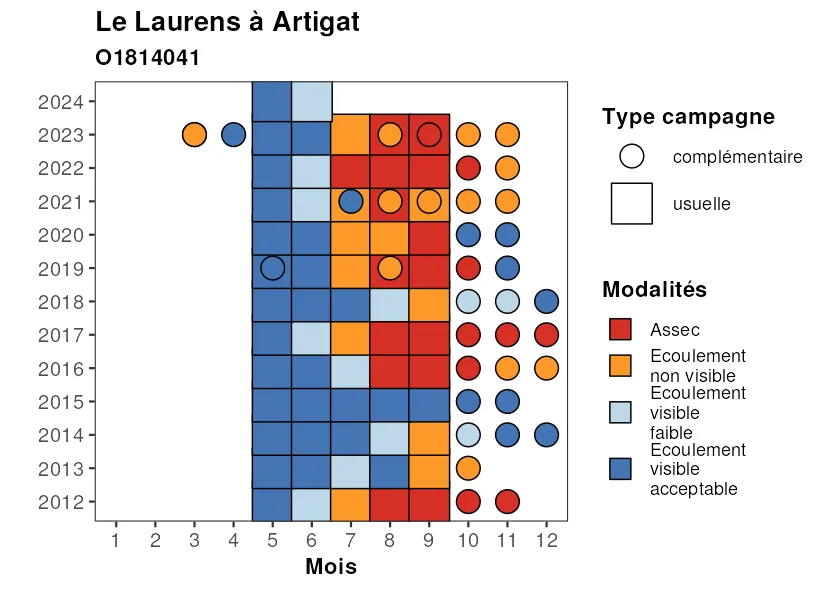 Le Laurens à Artigat
O1814041
2024
2023
2022
2021
2020
2019
2018
2017
2016
2015
2014
2013
2012
1 2 3 4 5 6 7 8 9 10 11 12
Mois
Type campagne
complémentaire
usuelle
Modalités
Assec
Ecoulement
non visible
Ecoulement
visible
faible
Ecoulement
visible
acceptable